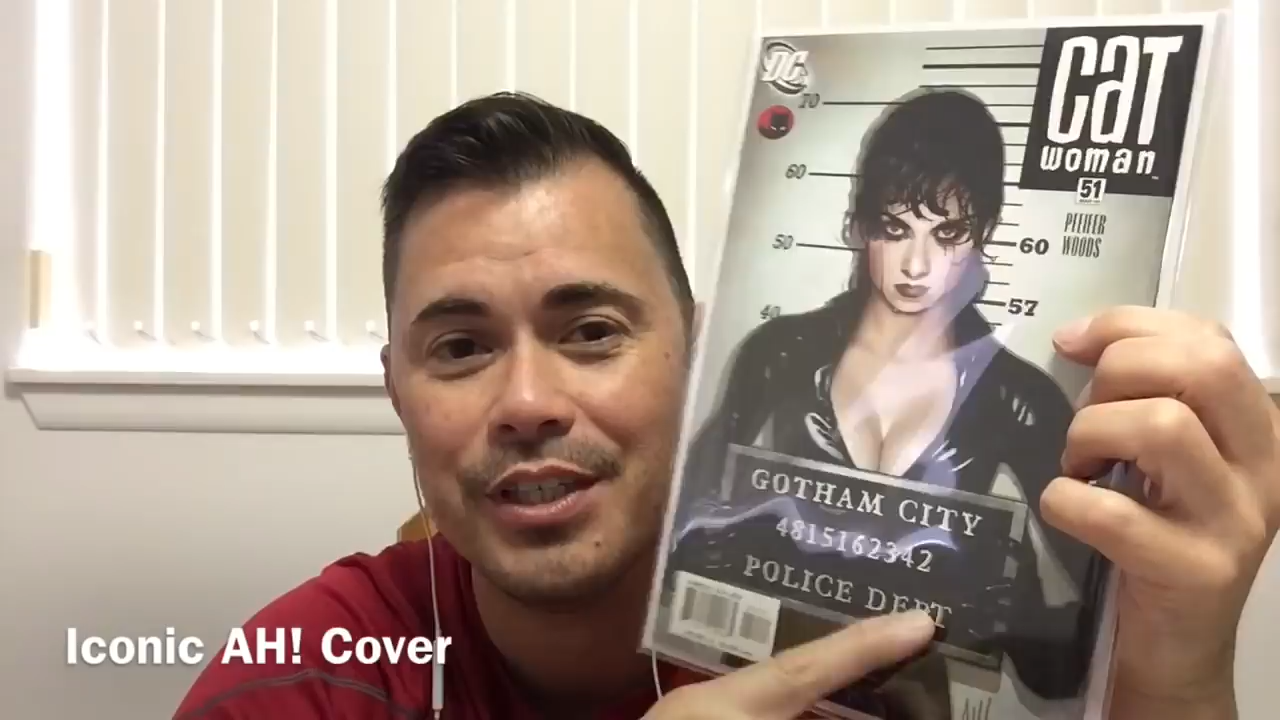 DC
CAT
woman
51
PFEIFER
WOODS
70
60
50
40
60
57
GOTHAM CITY
4815162342
POLICE DEPT
AH!
Iconic AH! Cover